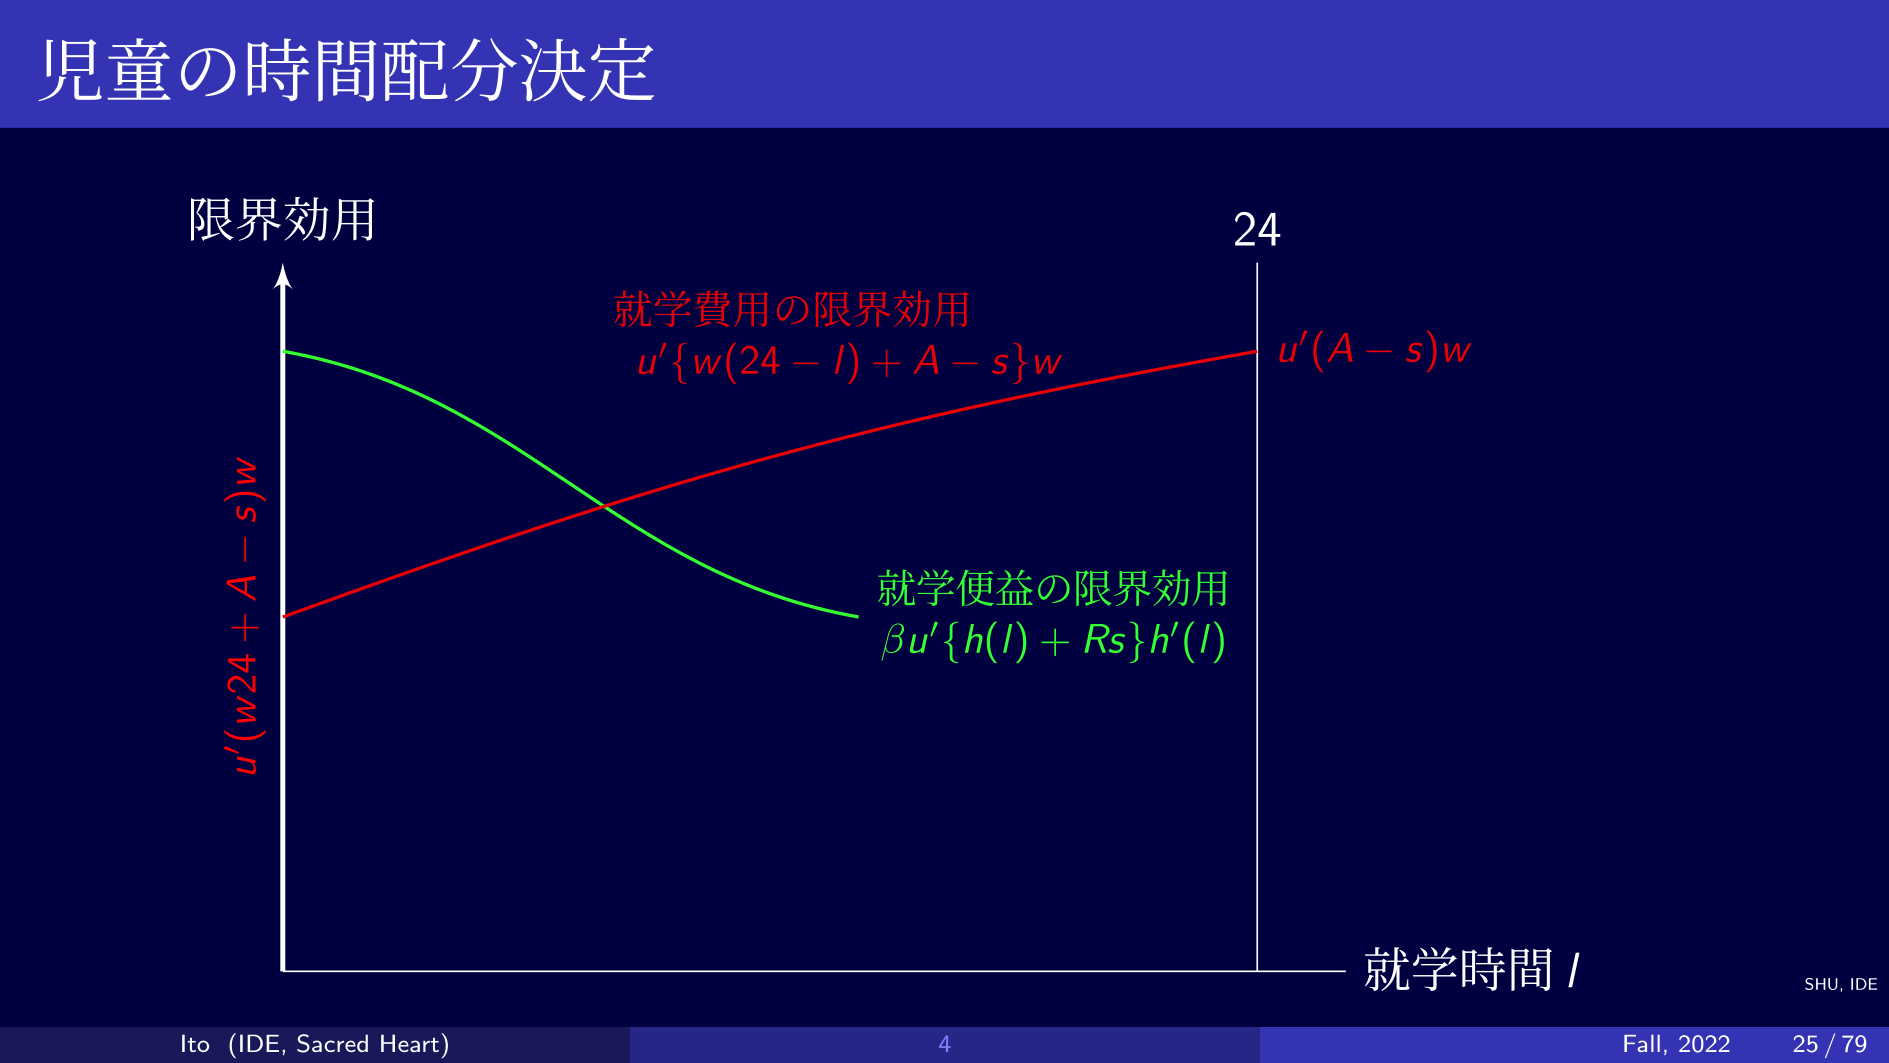 児童の時間配分決定
限界効用
24
就学費用の限界効用
u′{w(24 − l) + A − s}w
u′(A − s)w
u′(w24 + A − s)w
就学便益の限界効用
βu′{h(l) + Rs}h′(l)
就学時間 l
SHU, IDE
Ito (IDE, Sacred Heart)
4
Fall, 2022
25 / 79